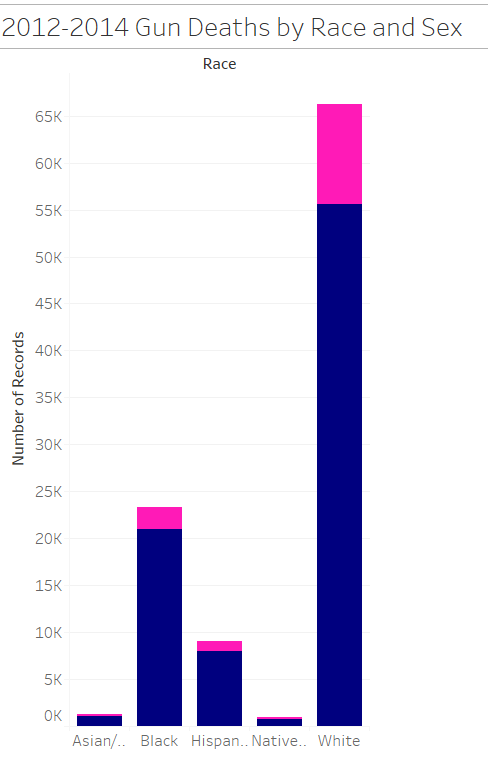 2012-2014 Gun Deaths by Race and Sex
Race
65K
60K
55K
50K
45K
40K
35K
30K
25K
20K
15K
10K
5K
0K
Number of Records
Asian/.. Black Hispan.. Native.. White